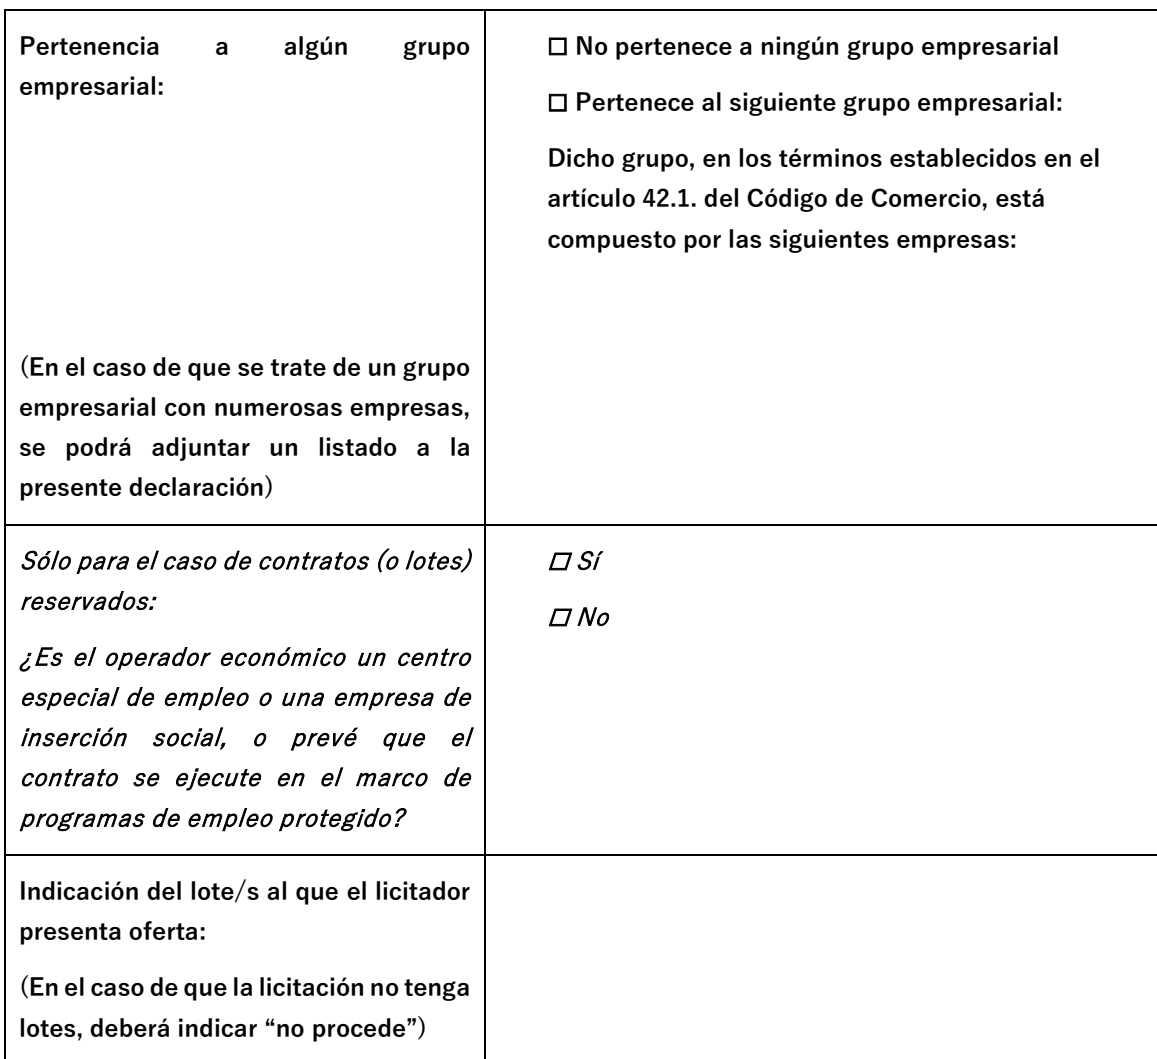 Pertenencia a algún grupo
empresarial:
(En el caso de que se trate de un grupo
empresarial con numerosas empresas,
se podrá adjuntar un listado a la
presente declaración)
☐ No pertenece a ningún grupo empresarial
☐ Pertenece al siguiente grupo empresarial:
Dicho grupo, en los términos establecidos en el
artículo 42.1. del Código de Comercio, está
compuesto por las siguientes empresas:
Sólo para el caso de contratos (o lotes)
reservados:
¿Es el operador económico un centro
especial de empleo o una empresa de
inserción social, o prevé que el
contrato se ejecute en el marco de
programas de empleo protegido?
☐ Sí
☐ No
Indicación del lote/s al que el licitador
presenta oferta:
(En el caso de que la licitación no tenga
lotes, deberá indicar “no procede”)